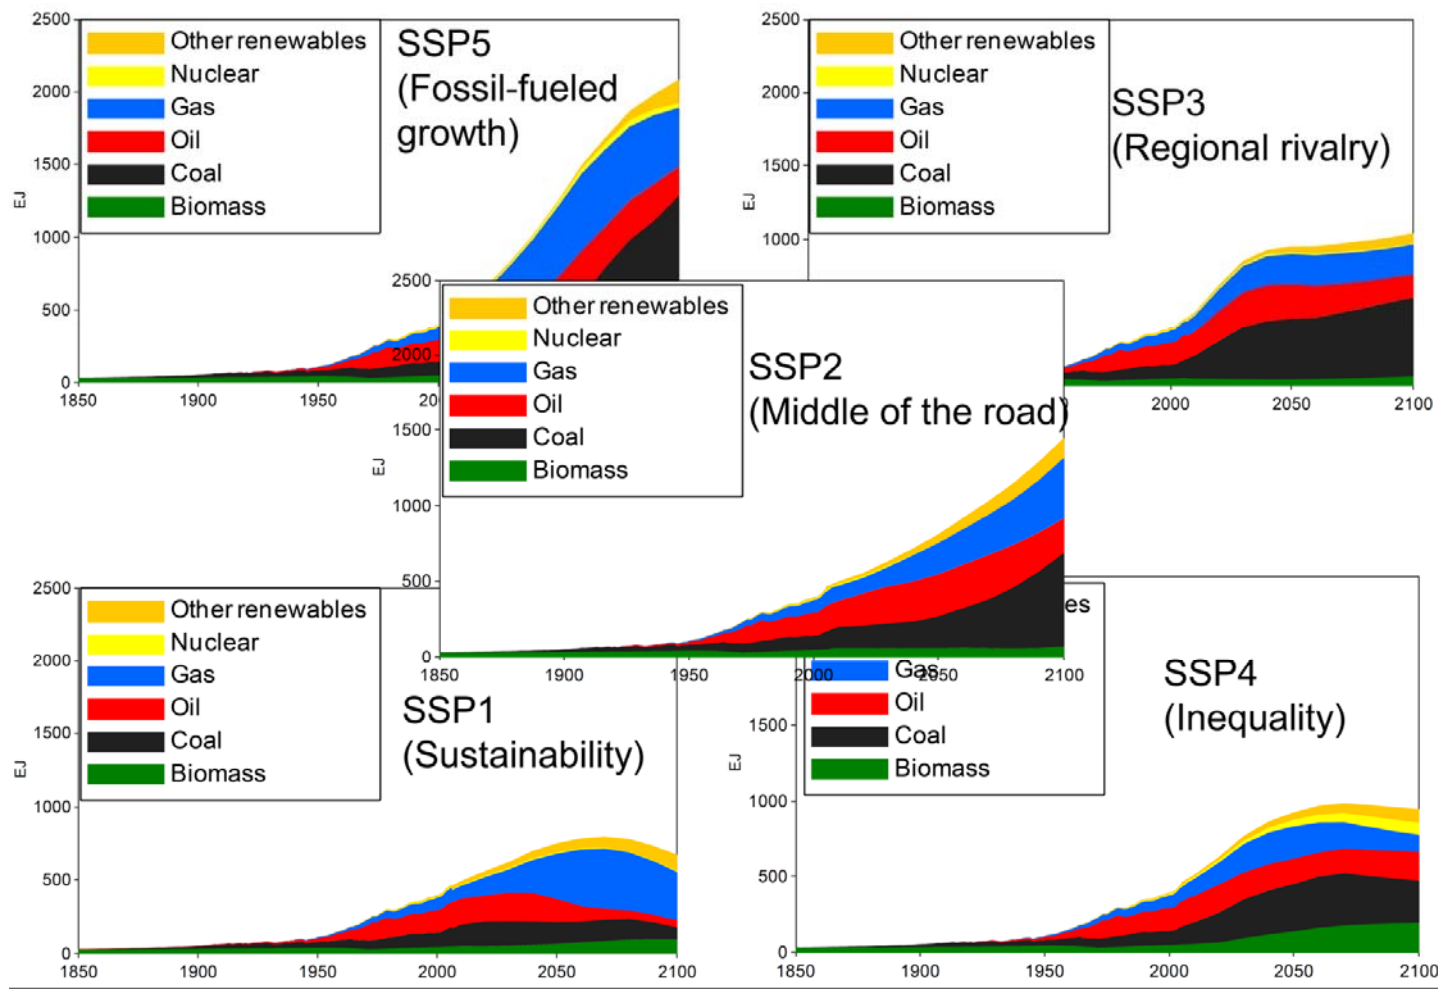 2500
2000
1500
1000
500
0
EJ
Other renewables
Nuclear
Gas
Oil
Coal
Biomass
SSP5
(Fossil-fueled
growth)
1850
1900
1950
2500
2000
1500
1000
EJ
Other renewables
Nuclear
Gas
Oil
Coal
Biomass
SSP3
(Regional rivalry)
2000
2050
2100
2500
2000
1500
1000
500
0
EJ
Other renewables
Nuclear
Gas
Oil
Coal
Biomass
SSP2
(Middle of the road)
1850
1900
1950
2000
2050
2100
2500
2000
1500
1000
500
0
EJ
Other renewables
Nuclear
Gas
Oil
Coal
Biomass
SSP1
(Sustainability)
1850
1900
1950
2000
2050
2100
1500
1000
500
0
EJ
es
Gas
Oil
Coal
Biomass
SSP4
(Inequality)
1850
1900
1950
2000
2050
2100